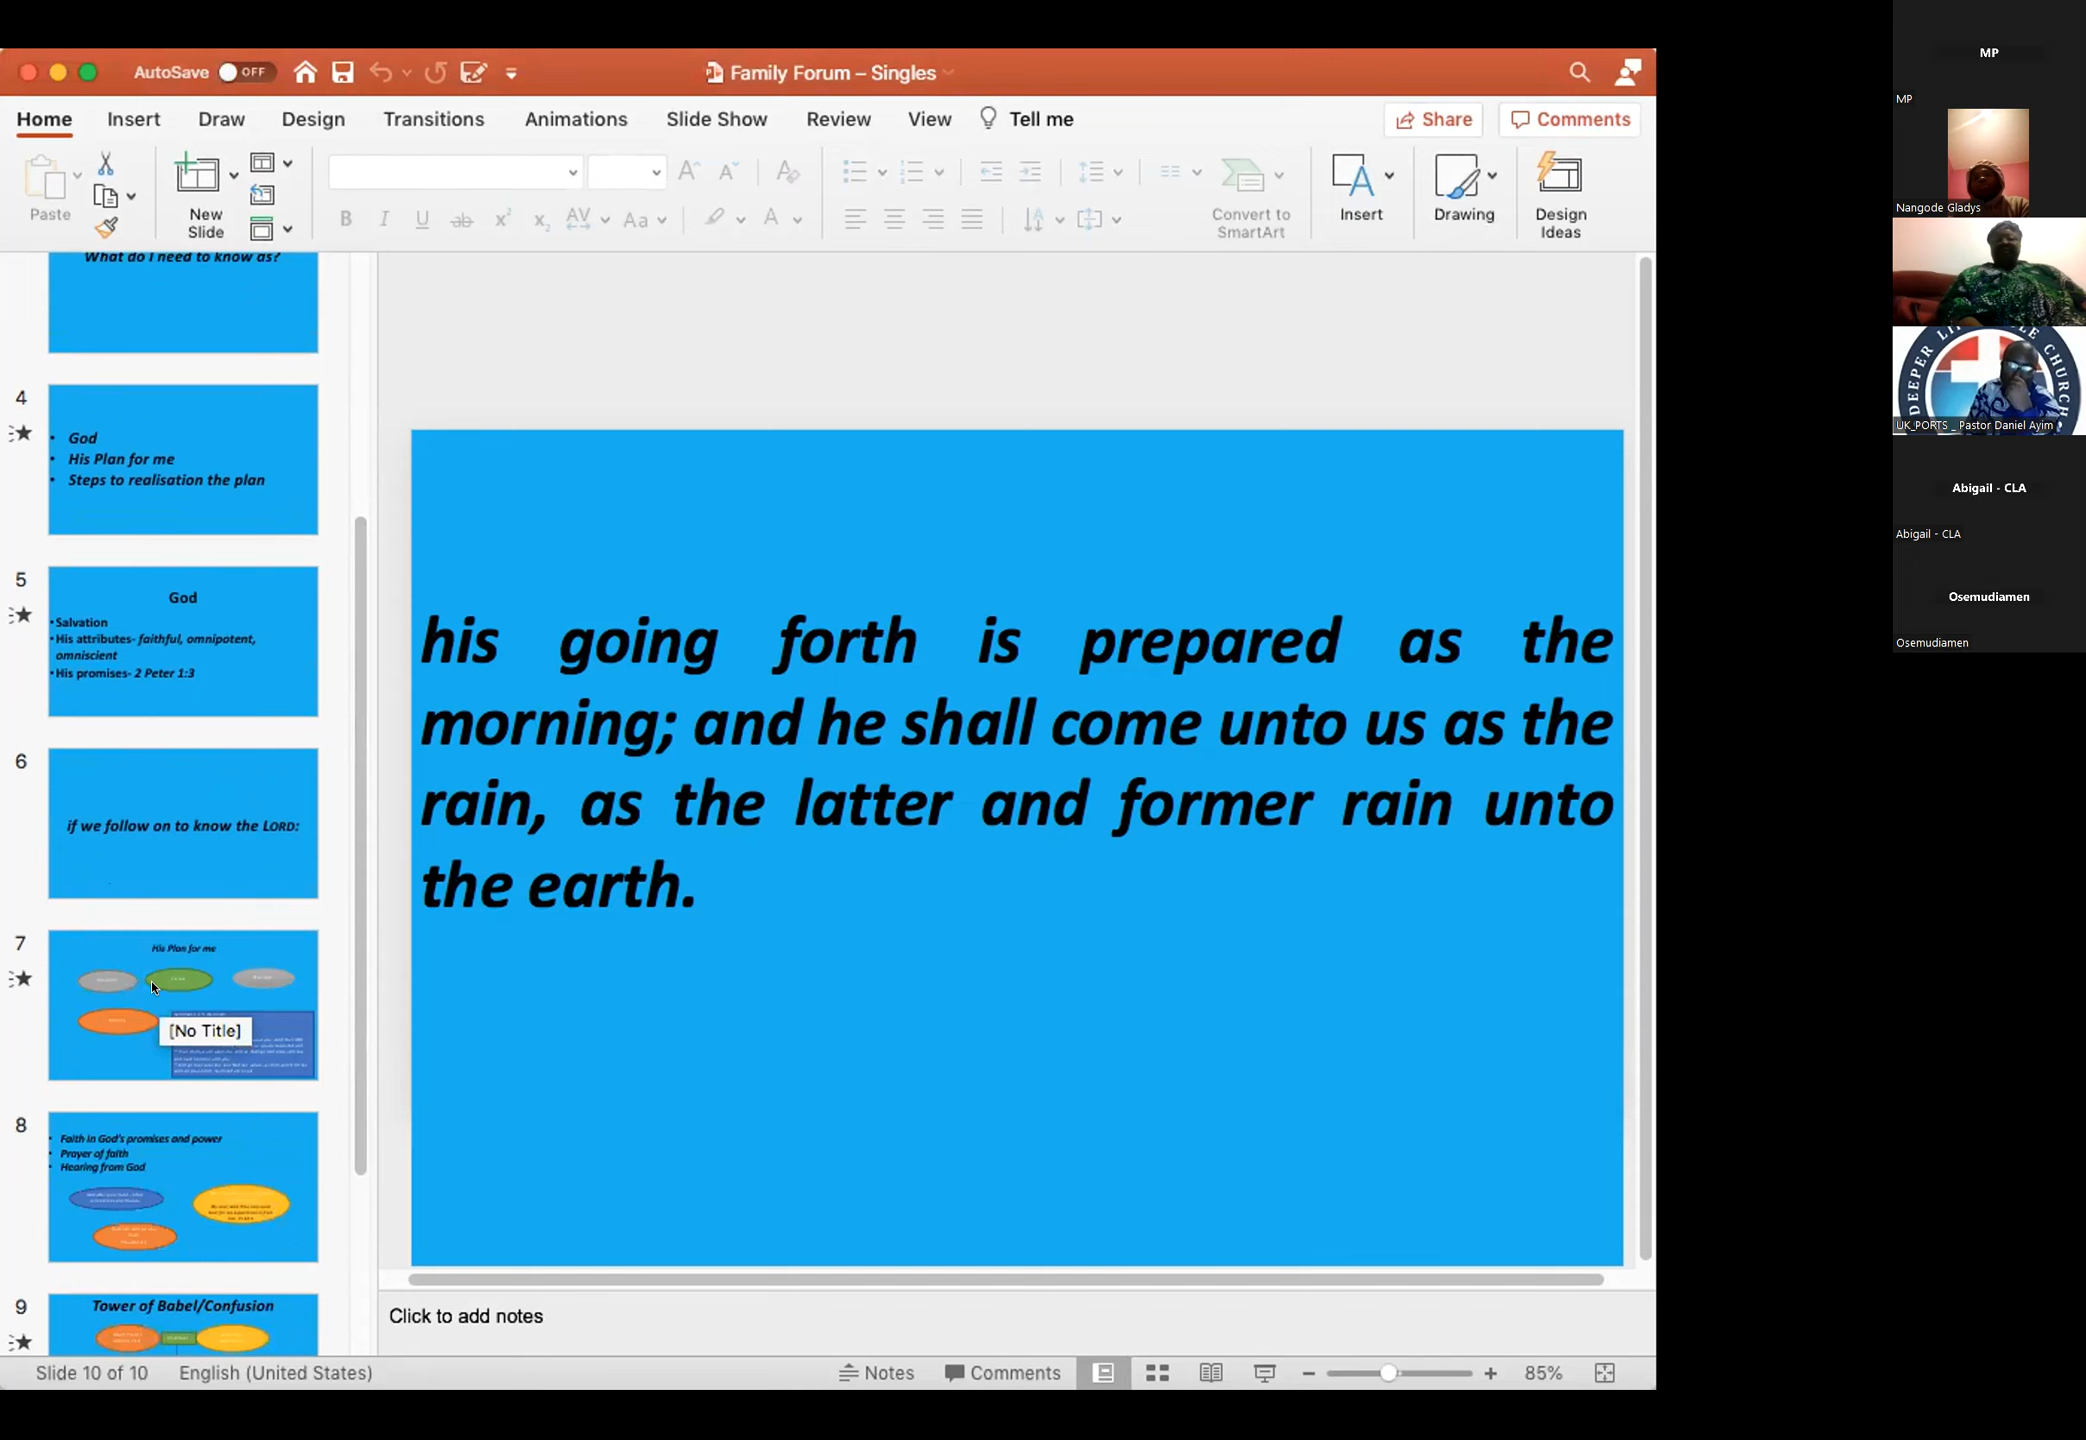 AutoSave OFF
Family Forum – Singles
Home Insert Draw Design Transitions Animations Slide Show Review View Tell me Share Comments
Paste
New
Slide
Convert to
SmartArt
Insert
Drawing
Design
Ideas
What do I need to know as?
4
• God
• His Plan for me
• Steps to realisation the plan
5
God
•Salvation
•His attributes- faithful, omnipotent,
omniscient
•His promises- 2 Peter 1:3
6
if we follow on to know the LORD:
7
His Plan for me
[No Title]
8
• Faith in God's promises and power
• Prayer of faith
• Hearing from God
9
Tower of Babel/Confusion
his going forth is prepared as the
morning; and he shall come unto us as the
rain, as the latter and former rain unto
the earth.
Click to add notes
Slide 10 of 10 English (United States) Notes Comments 85%
MP
MP
Nangode Gladys
DEEPER LI LE CHURCH
UK_PORTS _ Pastor Daniel Ayim
Abigail - CLA
Abigail - CLA
Osemudiamen
Osemudiamen